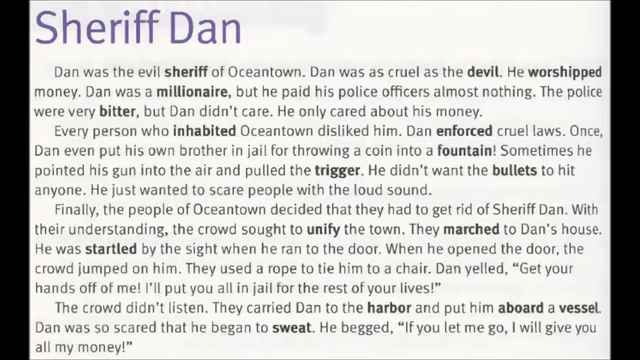 Sheriff Dan
Dan was the evil sheriff of Oceantown. Dan was as cruel as the devil. He worshipped
money. Dan was a millionaire, but he paid his police officers almost nothing. The police
were very bitter, but Dan didn't care. He only cared about his money.
Every person who inhabited Oceantown disliked him. Dan enforced cruel laws. Once,
Dan even put his own brother in jail for throwing a coin into a fountain! Sometimes he
pointed his gun into the air and pulled the trigger. He didn't want the bullets to hit
anyone. He just wanted to scare people with the loud sound.
Finally, the people of Oceantown decided that they had to get rid of Sheriff Dan. With
their understanding, the crowd sought to unify the town. They marched to Dan's house.
He was startled by the sight when he ran to the door. When he opened the door, the
crowd jumped on him. They used a rope to tie him to a chair. Dan yelled, "Get your
hands off of me! I'll put you all in jail for the rest of your lives!"
The crowd didn't listen. They carried Dan to the harbor and put him aboard a vessel.
Dan was so scared that he began to sweat. He begged, "If you let me go, I will give you
all my money!"